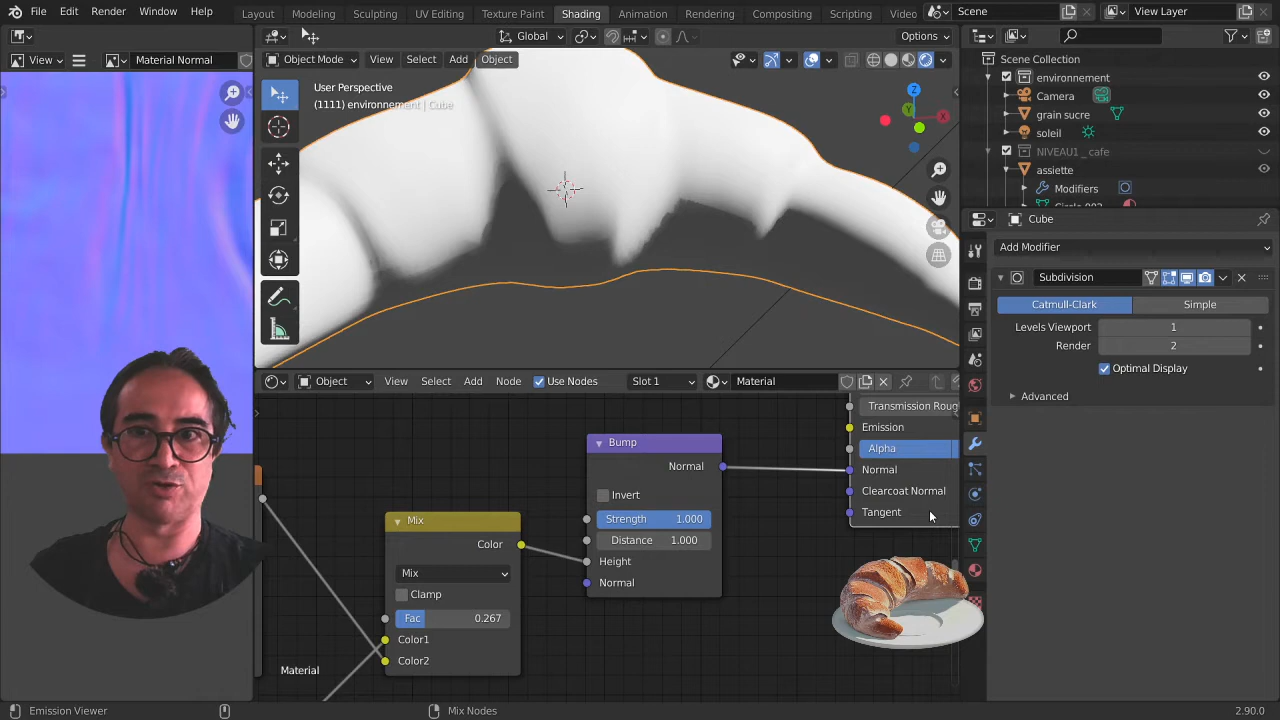 File Edit Render Window Help
Layout Modeling Sculpting UV Editing Texture Paint Shading Animation Rendering Compositing Scripting Video
Scene View Layer
Global Options
View Material Normal
Object Mode View Select Add Object
User Perspective
(1111) environnement | Cube
Z
Y
X
Scene Collection
environnement
Camera
grain sucre
soleil
NIVEAU1_ cafe
assiette
Modifiers
Cube
Add Modifier
Subdivision
Catmull-Clark Simple
Levels Viewport 1
Render 2
Optimal Display
Advanced
Object View Select Add Node Use Nodes Slot 1 Material
Transmission Roug
Emission
Alpha
Normal
Clearcoat Normal
Tangent
Bump
Normal
Invert
Strength 1.000
Distance 1.000
Height
Normal
Mix
Color
Mix
Clamp
Fac 0.267
Color1
Color2
Material
Emission Viewer Mix Nodes 2.90.0